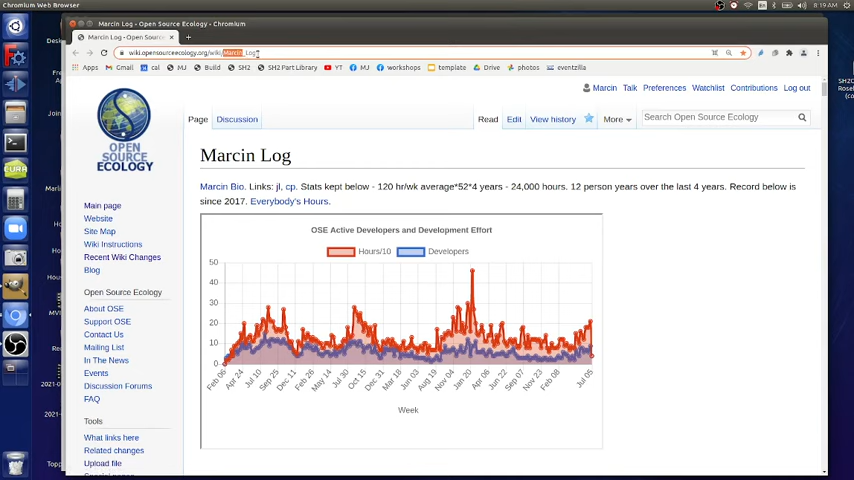 Chromium Web Browser
8:19 AM
Marcin Log - Open Source Ecology - Chromium
Marcin Log - Open Source
wiki.opensourceecology.org/wiki/Marcin_Log
Apps Gmail cal MJ Build SH2 SH2 Part Library YT MJ workshops template Drive photos eventzilla
Marcin Talk Preferences Watchlist Contributions Log out
OPEN SOURCE ECOLOGY
Page Discussion Read Edit View history More Search Open Source Ecology
Marcin Log
Marcin Bio. Links: jl, cp. Stats kept below - 120 hr/wk average*52*4 years - 24,000 hours. 12 person years over the last 4 years. Record below is
since 2017. Everybody's Hours.
Main page
Website
Site Map
Wiki Instructions
Recent Wiki Changes
Blog
Open Source Ecology
About OSE
Support OSE
Contact Us
Mailing List
In The News
Events
Discussion Forums
FAQ
Tools
What links here
Related changes
Upload file
Special pages
OSE Active Developers and Development Effort
Hours/10 Developers
50
40
30
20
10
0
Feb 06 Apr 24 Jul 10 Sep 25 Dec 11 Feb 26 May 14 Jul 30 Oct 15 Dec 31 Mar 18 Jun 03 Aug 19 Nov 04 Jan 20 Apr 06 Jun 22 Sep 07 Nov 23 Feb 08 Jul 05
Week